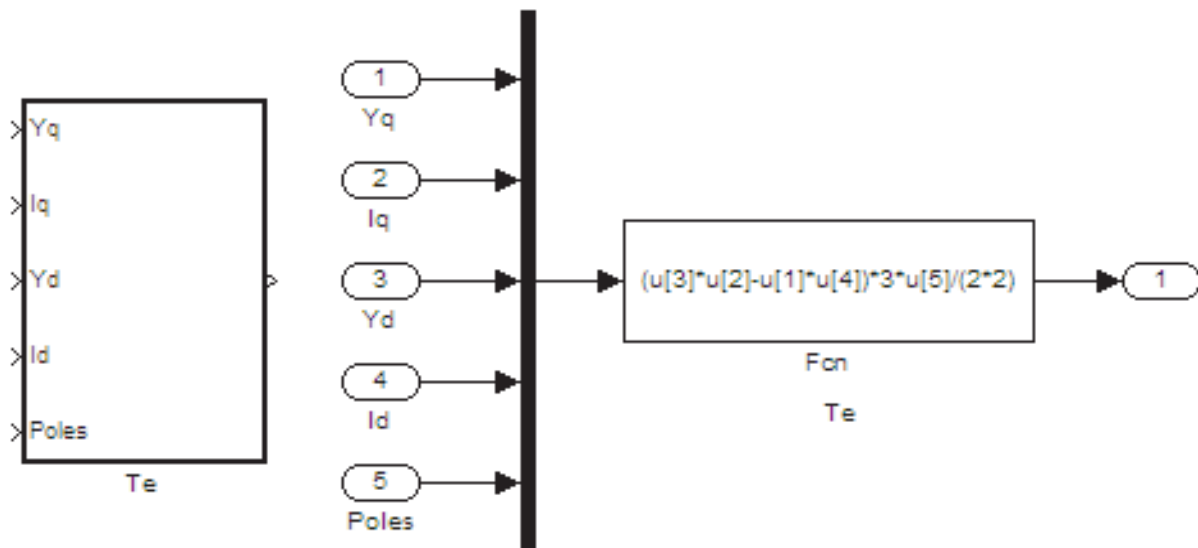 Yq
Iq
Yd
Id
Poles
Te
1
Yq
2
Iq
3
Yd
4
Id
5
Poles
(u[3]*u[2]-u[1]*u[4])*3*u[5]/(2*2)
Fcn
Te
1